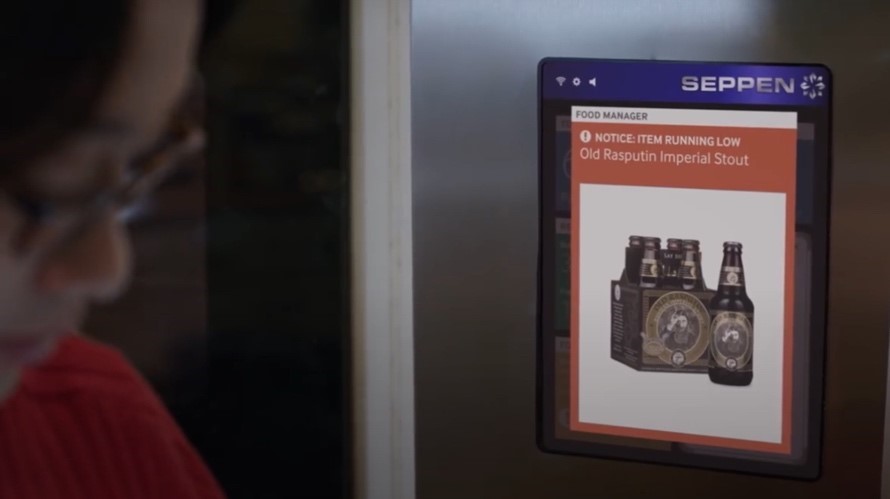 SEPPEN
FOOD MANAGER
NOTICE: ITEM RUNNING LOW
Old Rasputin Imperial Stout